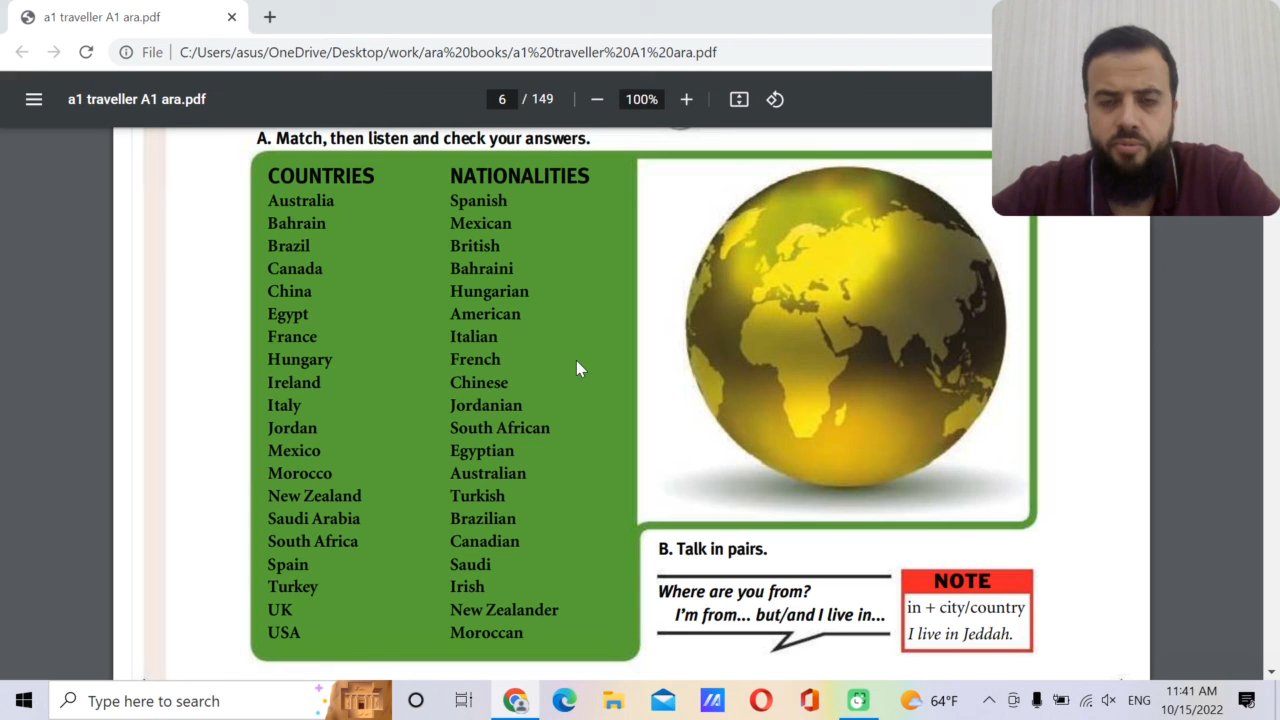 a1 traveller A1 ara.pdf
File | C:/Users/asus/OneDrive/Desktop/work/ara%20books/a1%20traveller%20A1%20ara.pdf
a1 traveller A1 ara.pdf
6 / 149
100%
A. Match, then listen and check your answers.
COUNTRIES NATIONALITIES
Australia Spanish
Bahrain Mexican
Brazil British
Canada Bahraini
China Hungarian
Egypt American
France Italian
Hungary French
Ireland Chinese
Italy Jordanian
Jordan South African
Mexico Egyptian
Morocco Australian
New Zealand Turkish
Saudi Arabia Brazilian
South Africa Canadian
Spain Saudi
Turkey Irish
UK New Zealander
USA Moroccan
B. Talk in pairs.
Where are you from?
I'm from... but/and I live in...
NOTE
in + city/country
I live in Jeddah.
Type here to search
64°F
ENG
11:41 AM
10/15/2022